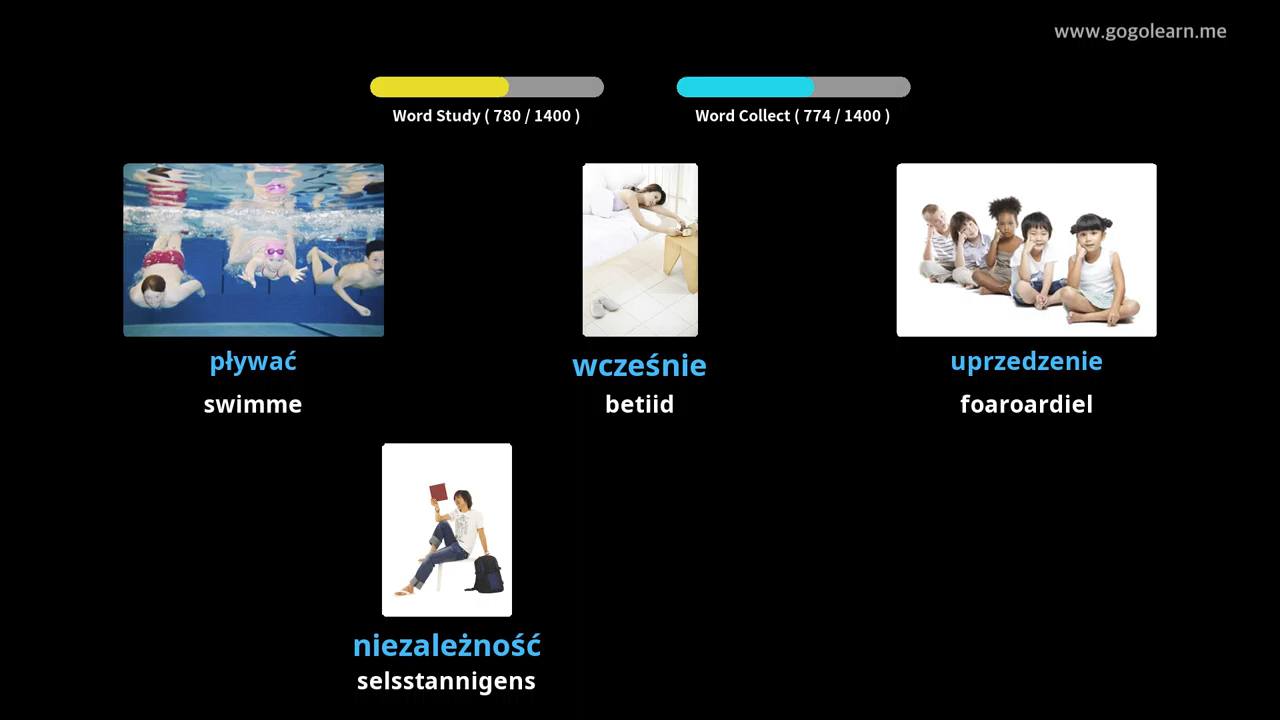 www.gogolearn.me
Word Study ( 780 / 1400 )
Word Collect ( 774 / 1400 )
pływać
swimme
wcześnie
betiid
uprzedzenie
foaroardiel
niezależność
selsstannigens